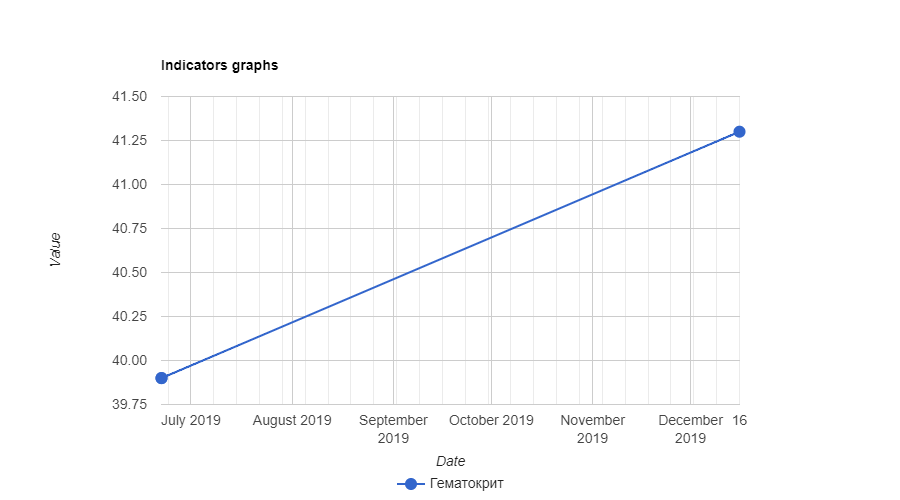 Indicators graphs
41.50
41.25
41.00
40.75
40.50
40.25
40.00
39.75
Value
July 2019 August 2019 September 2019 October 2019 November 2019 December 2019 16
Date
Гематокрит